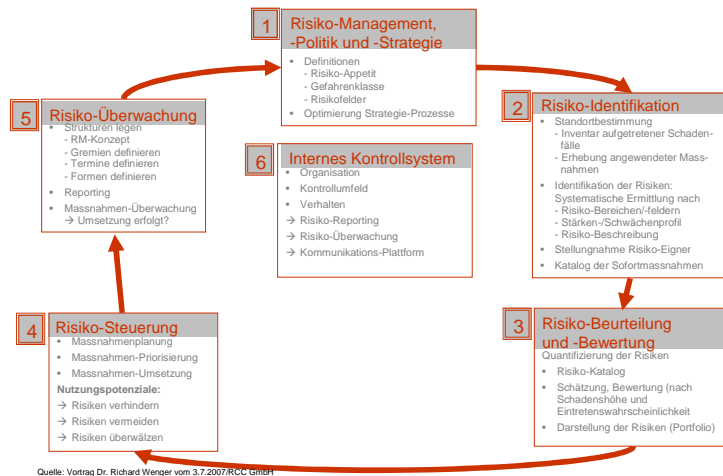 1
Risiko-Management,
-Politik und -Strategie
• Definitionen
- Risiko-Appetit
- Gefahrenklasse
- Risikofelder
• Optimierung Strategie-Prozesse
2
Risiko-Identifikation
• Standortbestimmung
- Inventar aufgetretener Schaden-
fälle
- Erhebung angewendeter Mass-
nahmen
• Identifikation der Risiken:
Systematische Ermittlung nach
- Risiko-Bereichen/-feldern
- Stärken-/Schwächenprofil
- Risiko-Beschreibung
• Stellungnahme Risiko-Eigner
• Katalog der Sofortmassnahmen
3
Risiko-Beurteilung
und -Bewertung
Quantifizierung der Risiken
• Risiko-Katalog
• Schätzung, Bewertung (nach
Schadenshöhe und
Eintretenswahrscheinlichkeit
• Darstellung der Risiken (Portfolio)
4
Risiko-Steuerung
• Massnahmenplanung
• Massnahmen-Priorisierung
• Massnahmen-Umsetzung
Nutzungspotenziale:
→ Risiken verhindern
→ Risiken vermeiden
→ Risiken überwälzen
5
Risiko-Überwachung
• Strukturen legen
- RM-Konzept
- Gremien definieren
- Termine definieren
- Formen definieren
• Reporting
• Massnahmen-Überwachung
→ Umsetzung erfolgt?
6
Internes Kontrollsystem
• Organisation
• Kontrollumfeld
• Verhalten
→ Risiko-Reporting
→ Risiko-Überwachung
→ Kommunikations-Plattform
Quelle: Vortrag Dr. Richard Wenger vom 3.7.2007/RCC GmbH